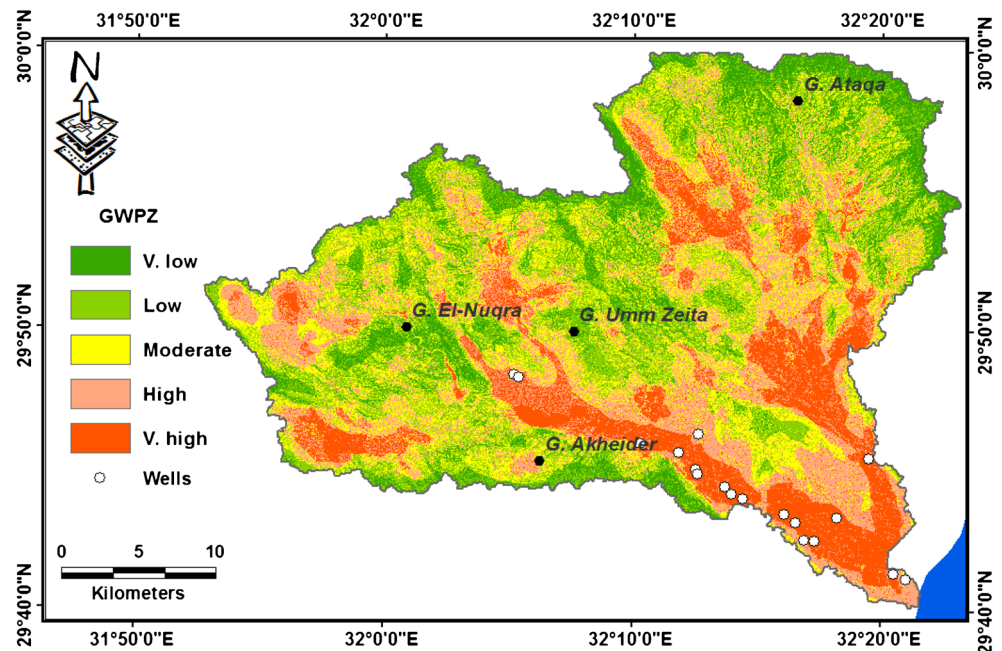 31°50'0"E 32°0'0"E 32°10'0"E 32°20'0"E
30°0'0"N
30°0'0"N
N
G. Ataqa
GWPZ
V. low
Low
Moderate
High
V. high
Wells
G. El-Nuqra
G. Umm Zeita
G. Akheider
29°50'0"N
29°50'0"N
0 5 10
Kilometers
29°40'0"N
29°40'0"N
31°50'0"E 32°0'0"E 32°10'0"E 32°20'0"E